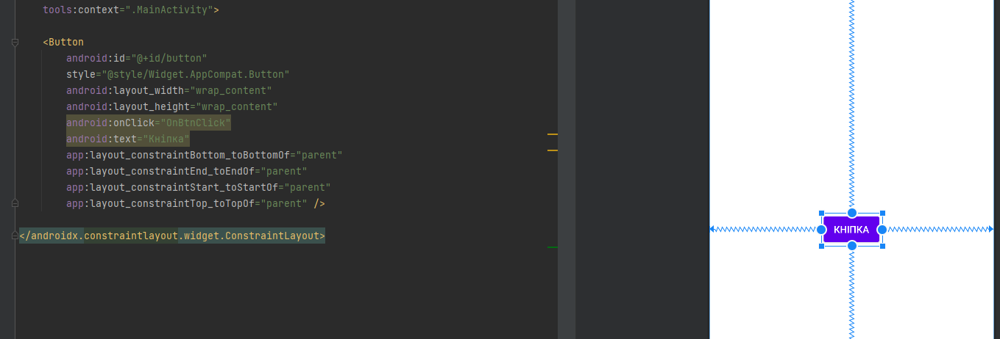 tools:context=".MainActivity">
<Button
android:id="@+id/button"
style="@style/Widget.AppCompat.Button"
android:layout_width="wrap_content"
android:layout_height="wrap_content"
android:onClick="OnBtnClick"
android:text="Кніпка"
app:layout_constraintBottom_toBottomOf="parent"
app:layout_constraintEnd_toEndOf="parent"
app:layout_constraintStart_toStartOf="parent"
app:layout_constraintTop_toTopOf="parent" />
</androidx.constraintlayout.widget.ConstraintLayout>
КНІПКА